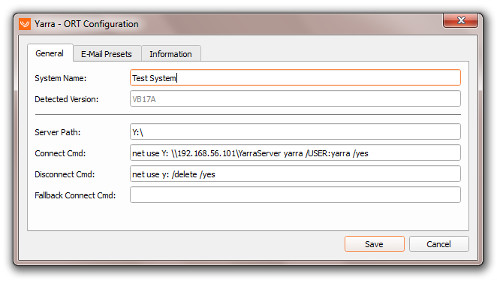 Yarra - ORT Configuration
General E-Mail Presets Information
System Name: Test System
Detected Version: VB17A
Server Path: Y:\
Connect Cmd: net use Y: \\192.168.56.101\YarraServer yarra /USER:yarra /yes
Disconnect Cmd: net use y: /delete /yes
Fallback Connect Cmd:
Save Cancel